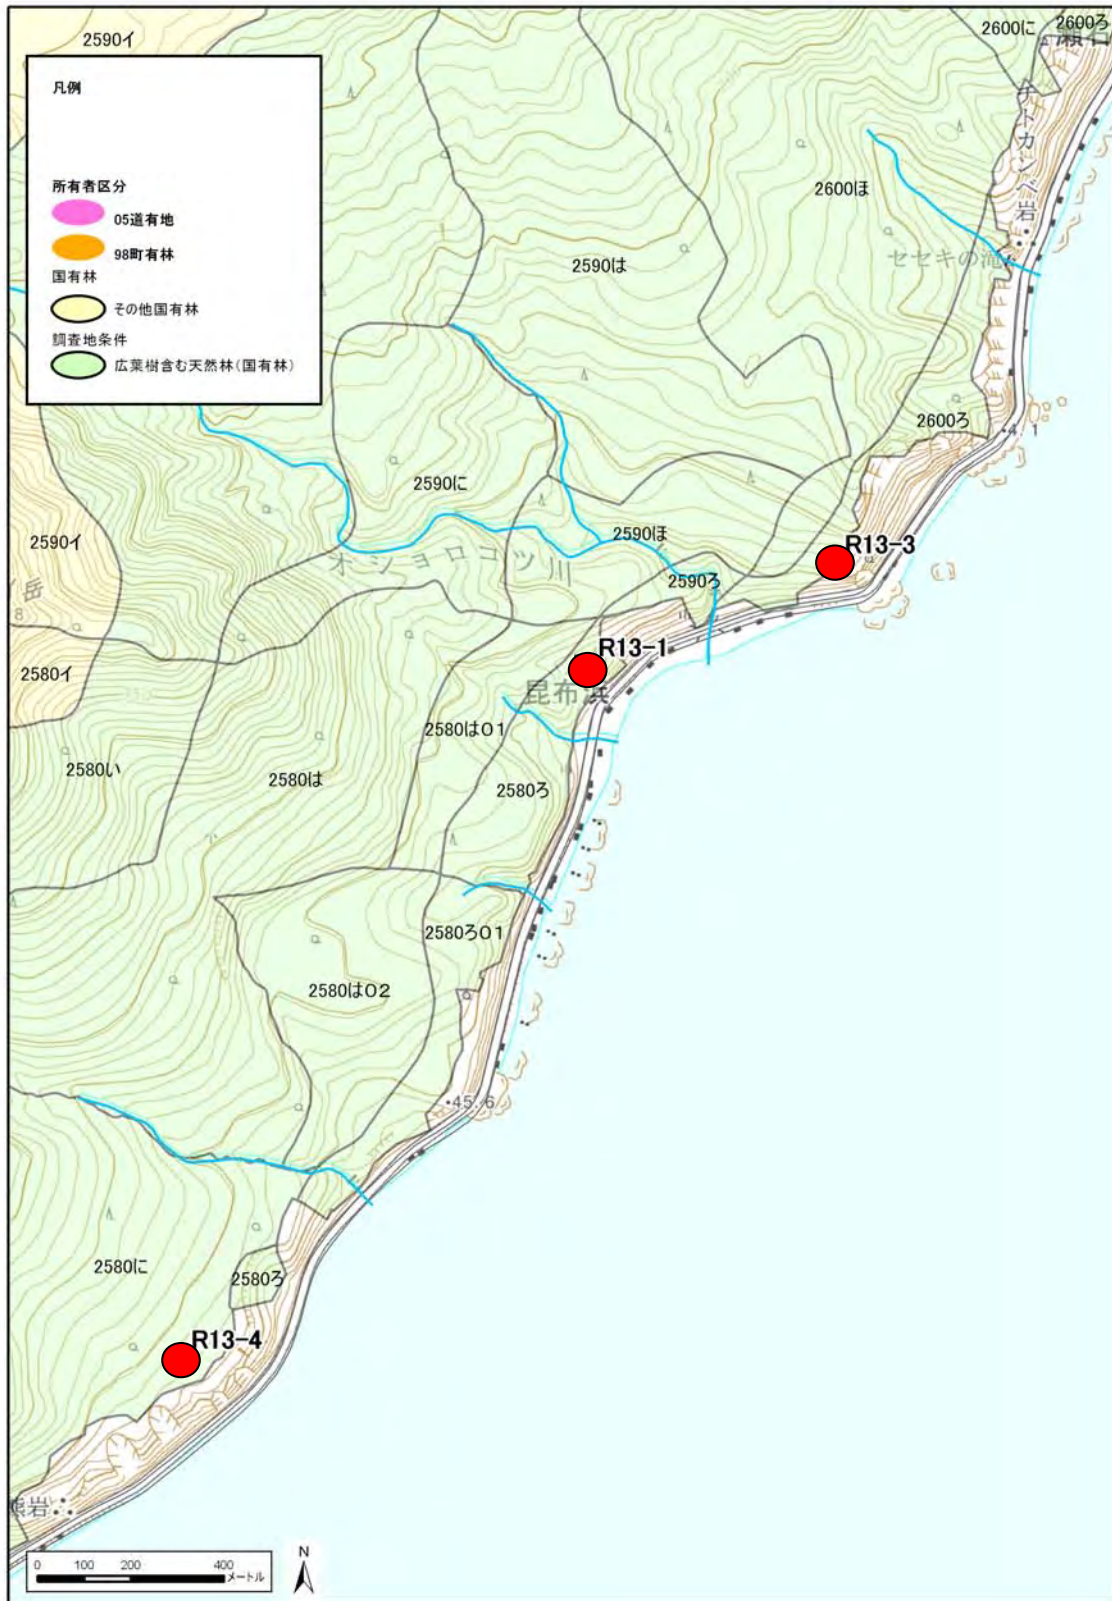 2590イ
2600に
2600ろ
凡例
所有者区分
05道有地
98町有林
国有林
その他国有林
調査地条件
広葉樹含む天然林(国有林)
チトカンベ岩
2600ほ
セセキの滝
2590は
2600ろ
2590に
2590ほ
2590イ
オショロコツ川
R13-3
2590ろ
岳
2580イ
R13-1
昆布浜
2580は01
2580い
2580は
2580ろ
2580ろ01
2580は02
・45.6
2580に
2580ろ
R13-4
熊岩
0 100 200 400
メートル
N